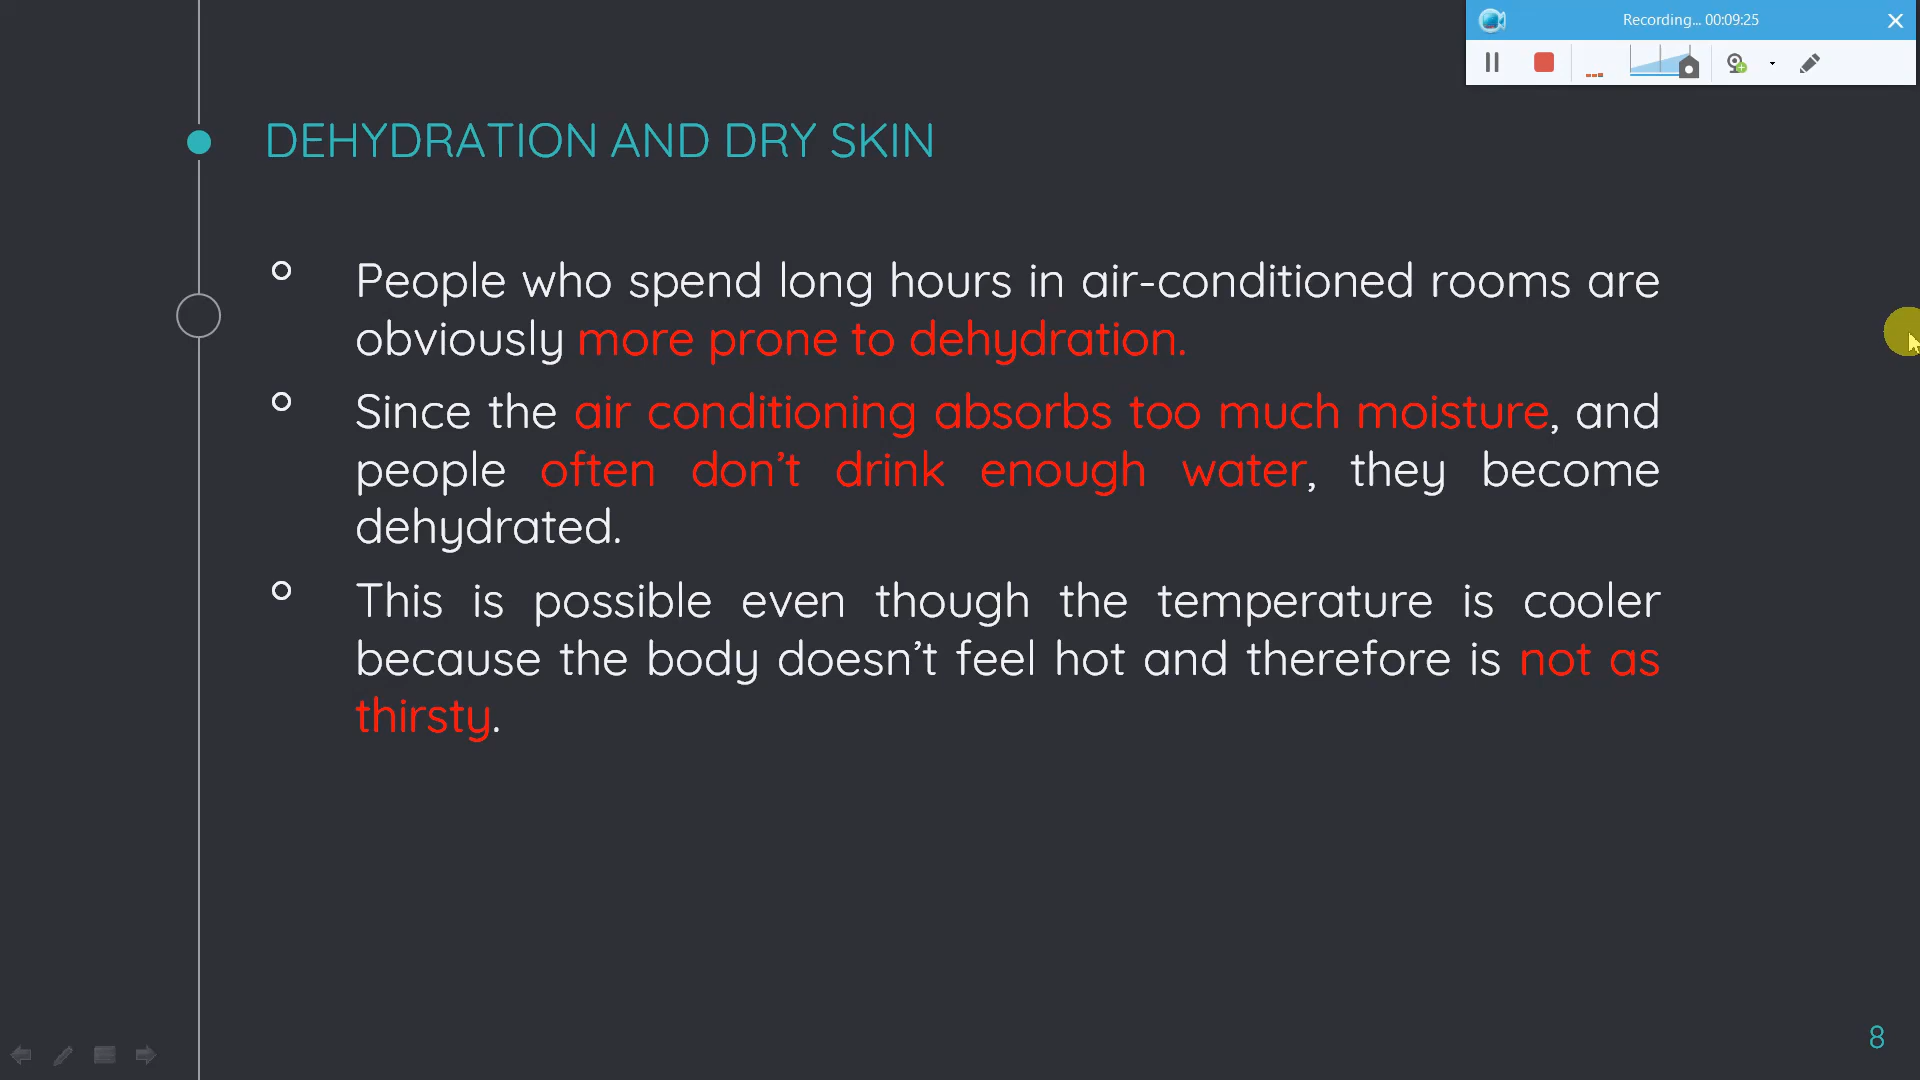 Recording... 00:09:25
DEHYDRATION AND DRY SKIN
People who spend long hours in air-conditioned rooms are
obviously more prone to dehydration.
Since the air conditioning absorbs too much moisture, and
people often don’t drink enough water, they become
dehydrated.
This is possible even though the temperature is cooler
because the body doesn’t feel hot and therefore is not as
thirsty.
8